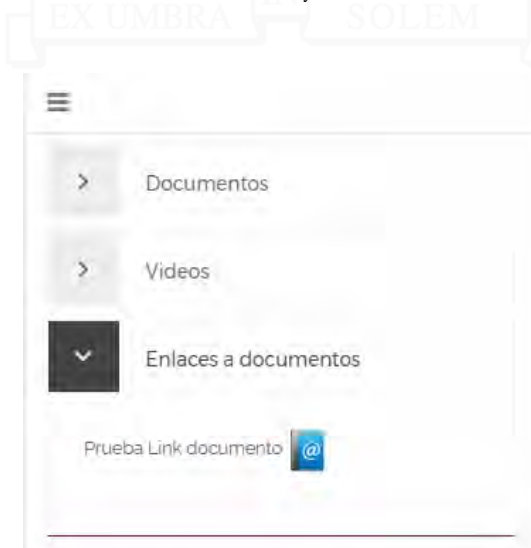 EX UMBRA
SOLEM
Documentos
Videos
Enlaces a documentos
Prueba Link documento
@